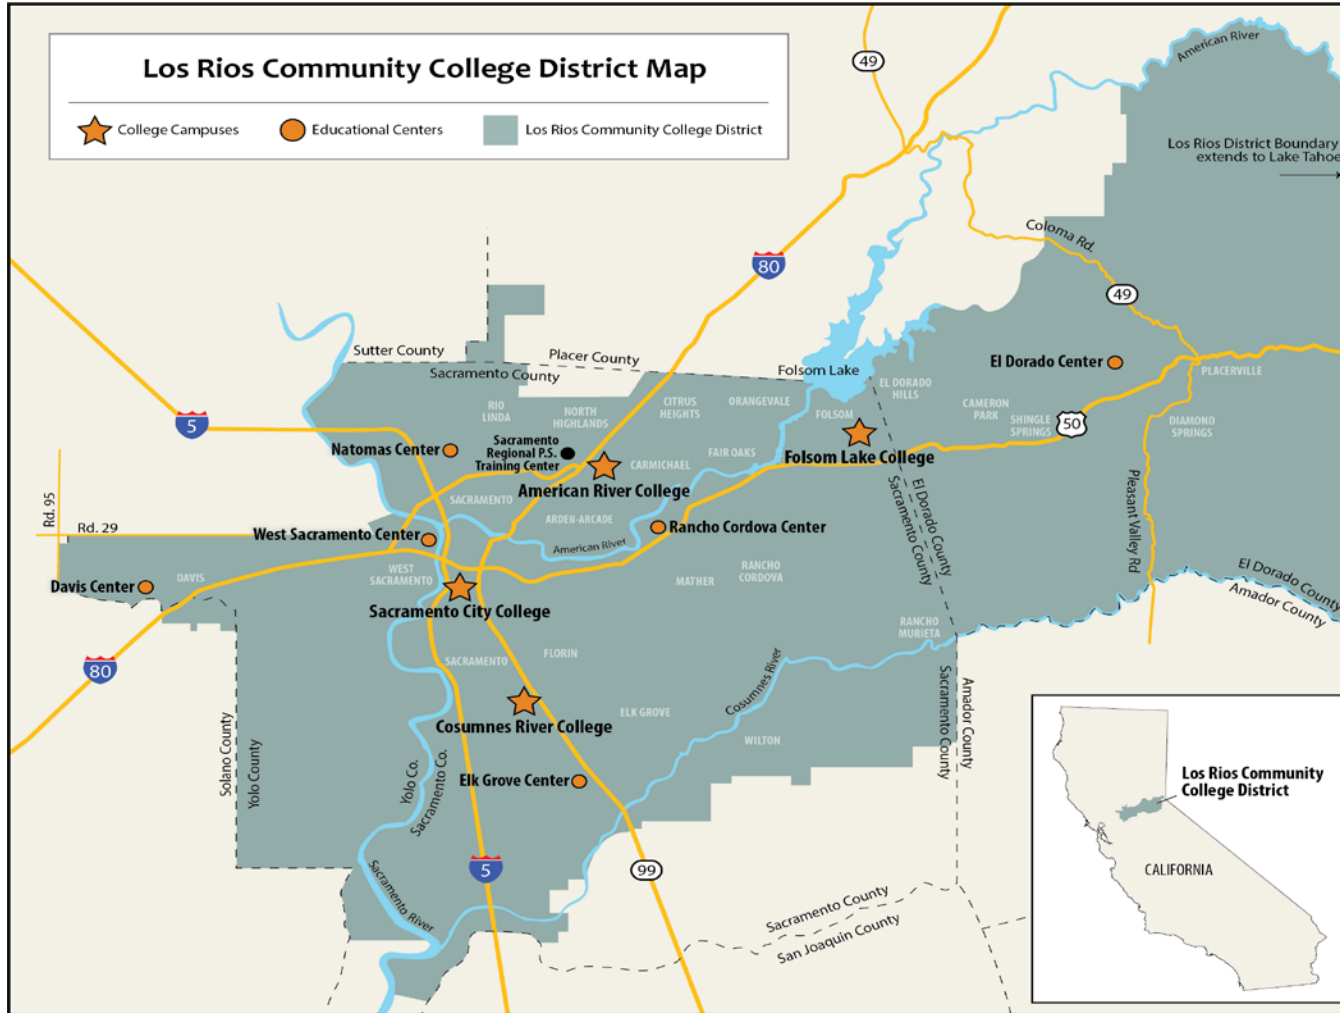 Los Rios Community College District Map
College Campuses
Educational Centers
Los Rios Community College District
49
American River
Los Rios District Boundary
extends to Lake Tahoe
Coloma Rd.
80
49
Sutter County
Placer County
Sacramento County
Folsom Lake
El Dorado Center
PLACERVILLE
EL DORADO
HILLS
CAMERON
PARK
SHINGLE
SPRINGS
50
DIAMOND
SPRINGS
RIO
LINDA
NORTH
HIGHLANDS
CITRUS
HEIGHTS
ORANGEVALE
FOLSOM
5
Natomas Center
Sacramento
Regional P.S.
Training Center
CARMICHAEL
FAIR OAKS
Folsom Lake College
American River College
SACRAMENTO
ARDEN-ARCADE
Rd. 95
Rd. 29
West Sacramento Center
American River
Rancho Cordova Center
El Dorado County
Sacramento County
Pleasant Valley Rd
Davis Center
DAVIS
WEST
SACRAMENTO
MATHER
RANCHO
CORDOVA
El Dorado County
Amador County
Sacramento City College
RANCHO
MURIETA
80
SACRAMENTO
FLORIN
Cosumnes River
Cosumnes River College
ELK GROVE
WILTON
Sacramento County
Amador County
Solano County
Yolo County
Yolo Co.
Sacramento Co.
Elk Grove Center
5
99
Sacramento River
Sacramento County
San Joaquin County
Los Rios Community
College District
CALIFORNIA